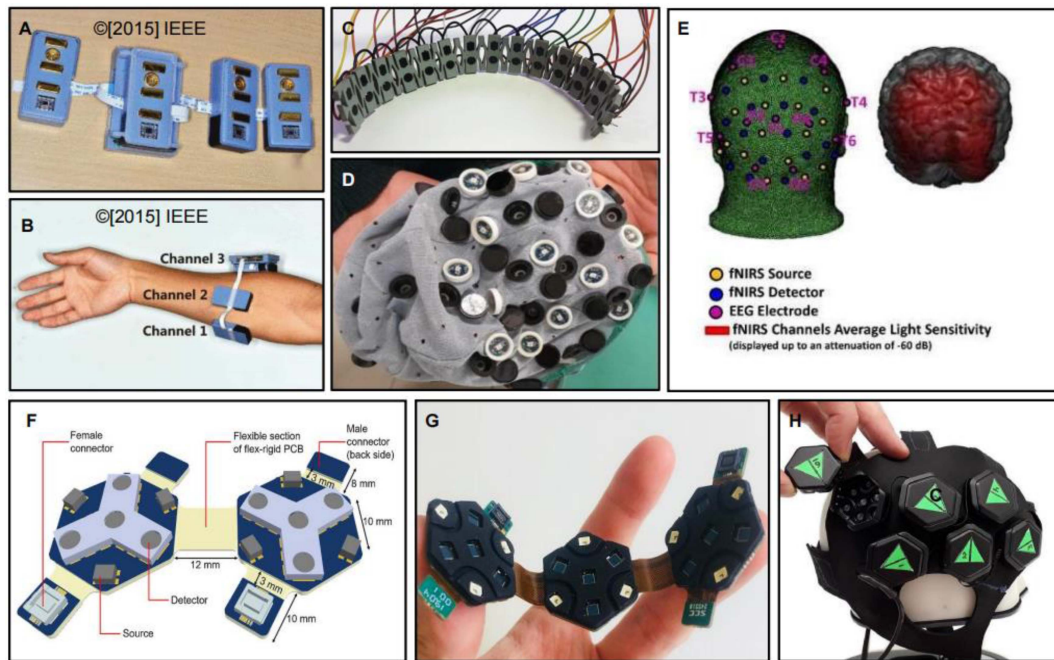 A
©[2015] IEEE
B
©[2015] IEEE
Channel 3
Channel 2
Channel 1
C
D
E
T3
C4
T4
T5
T6
fNIRS Source
fNIRS Detector
EEG Electrode
fNIRS Channels Average Light Sensitivity
(displayed up to an attenuation of -60 dB)
F
Female
connector
Flexible section
of flex-rigid PCB
Male
connector
(back side)
3 mm
8 mm
10 mm
12 mm
3 mm
10 mm
Detector
Source
G
H